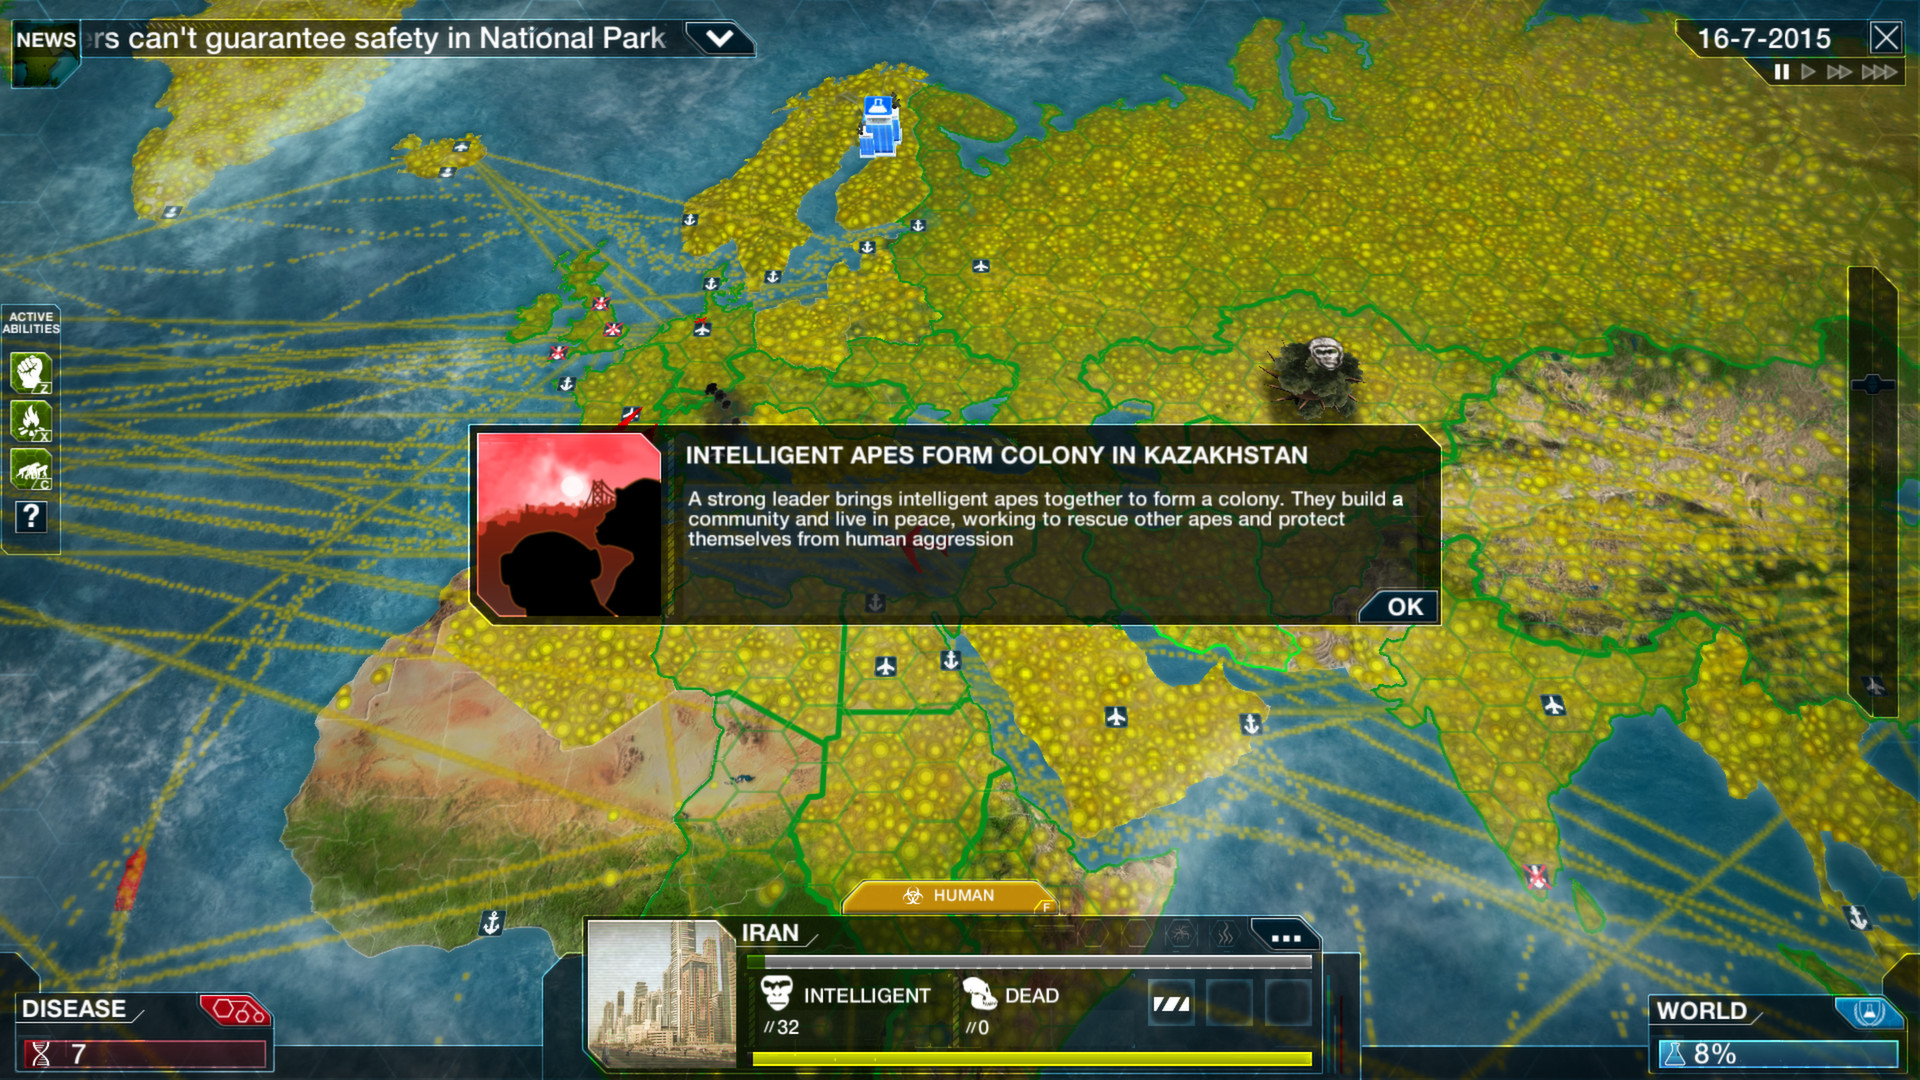 NEWS
ers can't guarantee safety in National Park
16-7-2015
ACTIVE
ABILITIES
Z
X
C
?
INTELLIGENT APES FORM COLONY IN KAZAKHSTAN
A strong leader brings intelligent apes together to form a colony. They build a
community and live in peace, working to rescue other apes and protect
themselves from human aggression
OK
HUMAN
F
IRAN
...
INTELLIGENT
//32
DEAD
//0
DISEASE
7
WORLD
8%